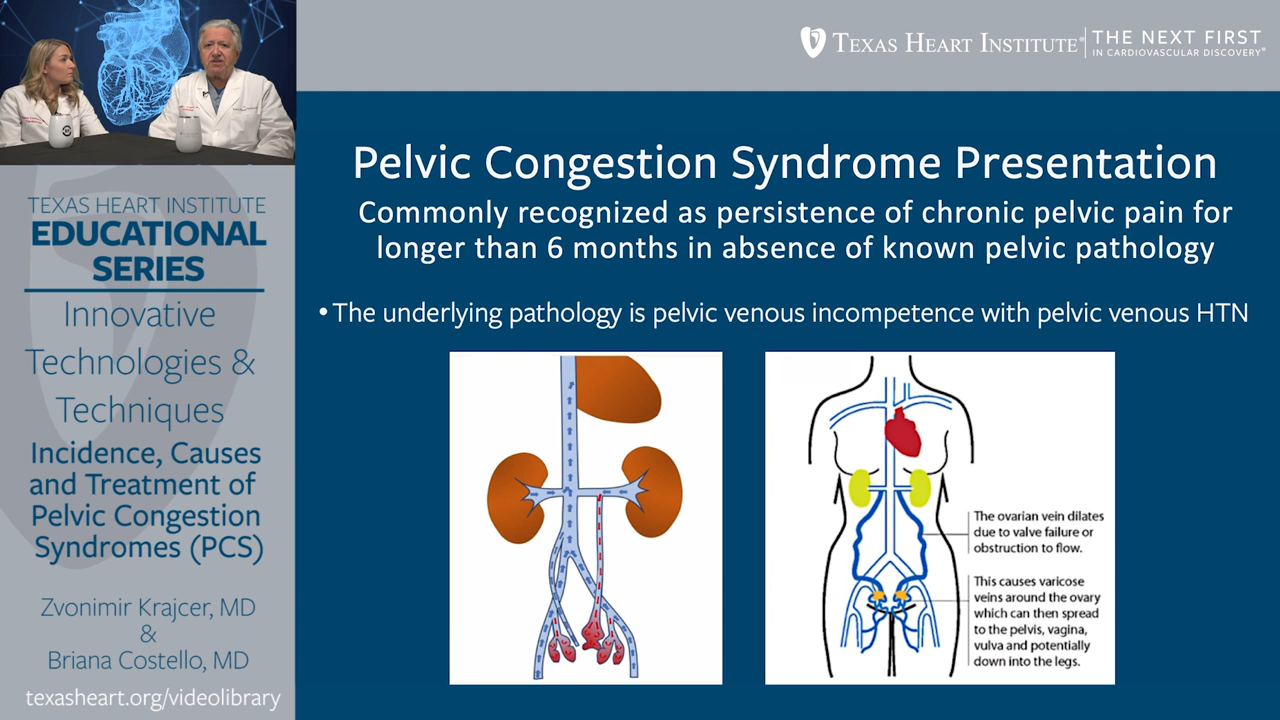 TEXAS HEART INSTITUTE®
THE NEXT FIRST
IN CARDIOVASCULAR DISCOVERY®
TEXAS HEART INSTITUTE
EDUCATIONAL
SERIES
Innovative
Technologies &
Techniques
Incidence, Causes
and Treatment of
Pelvic Congestion
Syndromes (PCS)
Zvonimir Krajcer, MD
&
Briana Costello, MD
texasheart.org/videolibrary
Pelvic Congestion Syndrome Presentation
Commonly recognized as persistence of chronic pelvic pain for
longer than 6 months in absence of known pelvic pathology
• The underlying pathology is pelvic venous incompetence with pelvic venous HTN
The ovarian vein dilates
due to valve failure or
obstruction to flow.
This causes varicose
veins around the ovary
which can then spread
to the pelvis, vagina,
vulva and potentially
down into the legs.